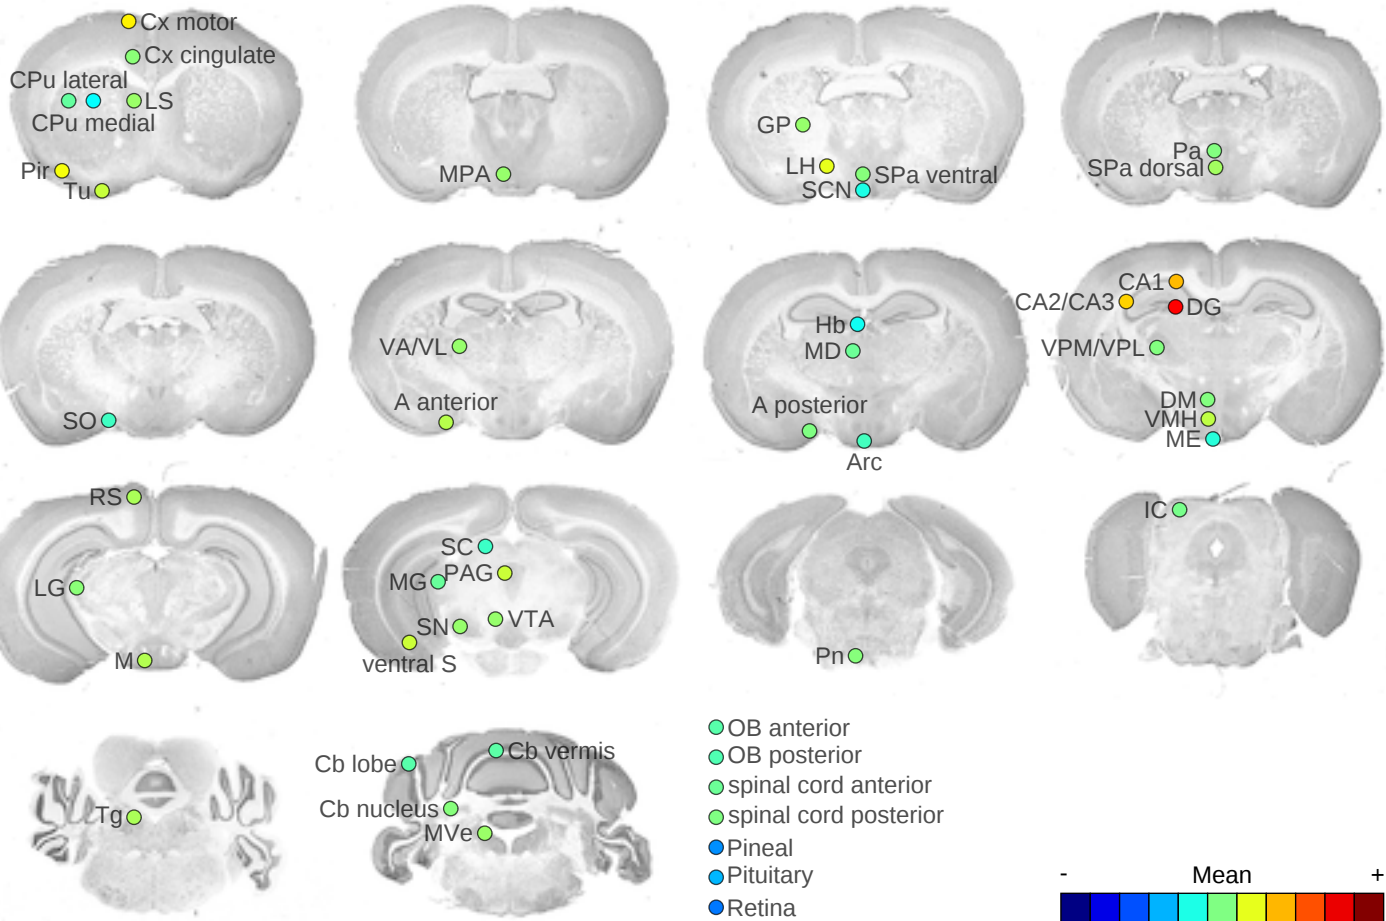 Cx motor
Cx cingulate
CPu lateral
LS
CPu medial
Pir
Tu
MPA
GP
LH
SPa ventral
SCN
Pa
SPa dorsal
SO
VA/VL
A anterior
Hb
MD
A posterior
Arc
CA1
CA2/CA3
DG
VPM/VPL
DM
VMH
ME
RS
LG
M
SC
MG
PAG
SN
VTA
ventral S
Pn
IC
Tg
Cb lobe
Cb vermis
Cb nucleus
MVe
OB anterior
OB posterior
spinal cord anterior
spinal cord posterior
Pineal
Pituitary
Retina
- Mean +